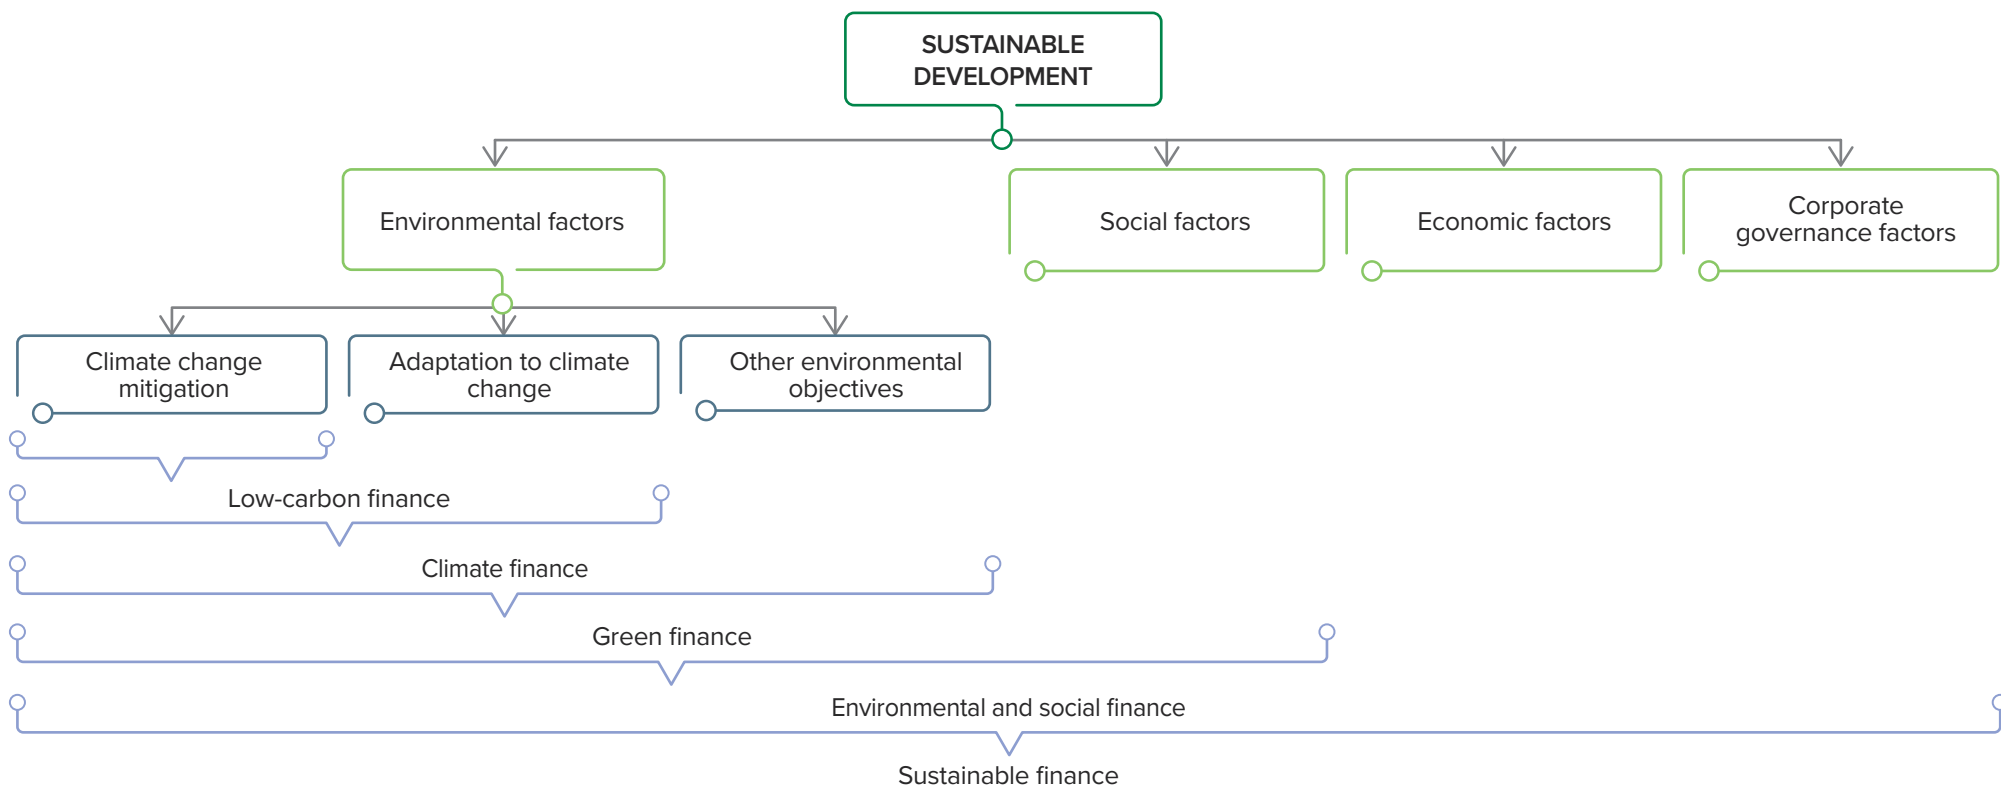 SUSTAINABLE
DEVELOPMENT
Environmental factors
Social factors
Economic factors
Corporate
governance factors
Climate change
mitigation
Adaptation to climate
change
Other environmental
objectives
Low-carbon finance
Climate finance
Green finance
Environmental and social finance
Sustainable finance